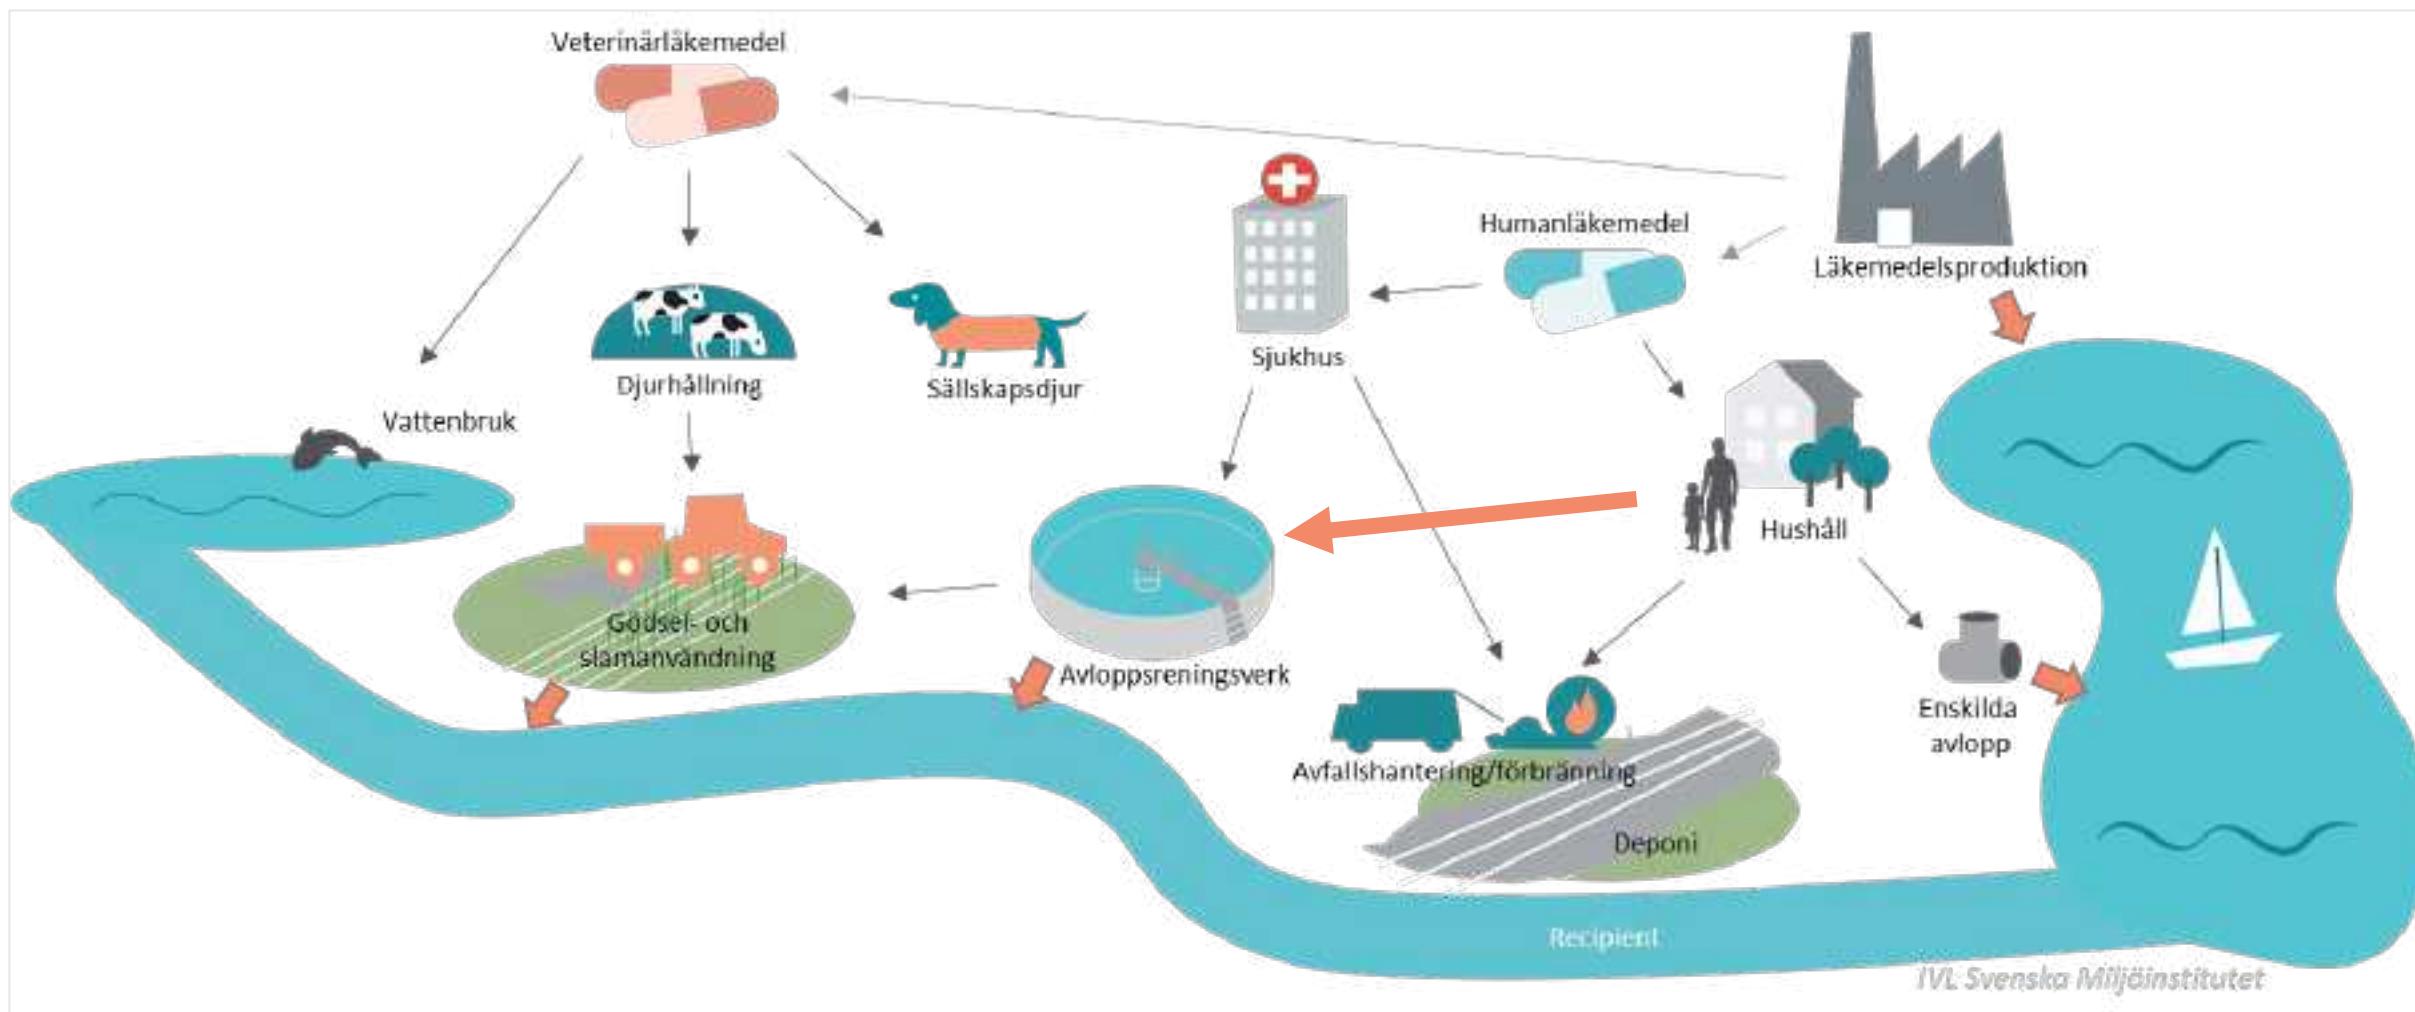 Veterinärläkemedel
Humanläkemedel
Läkemedelsproduktion
Sjukhus
Djurhållning
Sällskapsdjur
Vattenbruk
Hushåll
Gödsel- och
slamanvändning
Avloppsreningsverk
Enskilda
avlopp
Avfallshantering/förbränning
Deponi
Recipient
IVL Svenska Miljöinstitutet